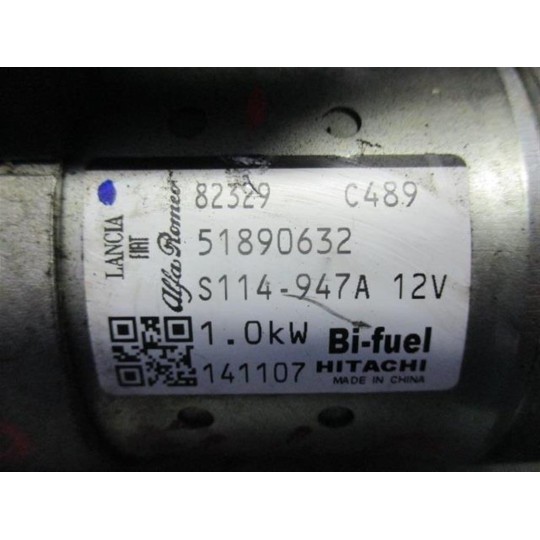 LANCIA
FIAT
Alfa Romeo
82329 C489
51890632
S114-947A 12V
1.0kW Bi-fuel
141107 HITACHI
MADE IN CHINA